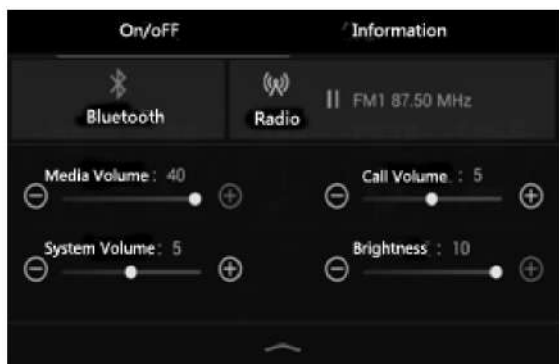 On/oFF
Information
Bluetooth
Radio
FM1 87.50 MHz
Media Volume : 40
Call Volume. : 5
System Volume : 5
Brightness : 10